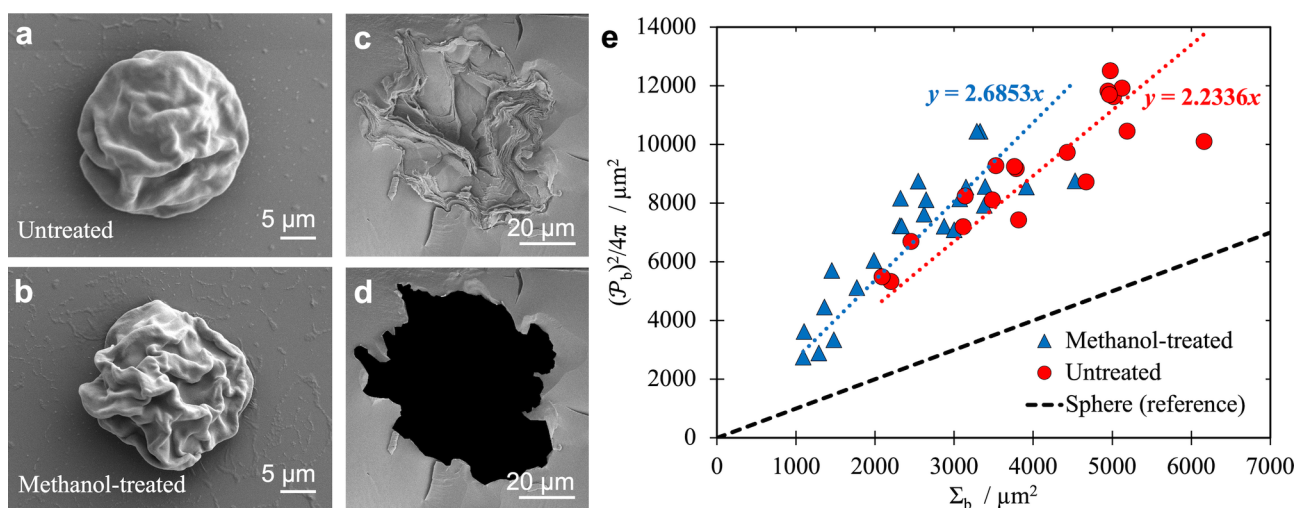 a
Untreated
5 μm
b
Methanol-treated
5 μm
c
20 μm
d
20 μm
e
(𝒫b)²/4π / μm²
14000
12000
10000
8000
6000
4000
2000
0
y = 2.6853x
y = 2.2336x
Methanol-treated
Untreated
Sphere (reference)
0 1000 2000 3000 4000 5000 6000 7000
Σb / μm²